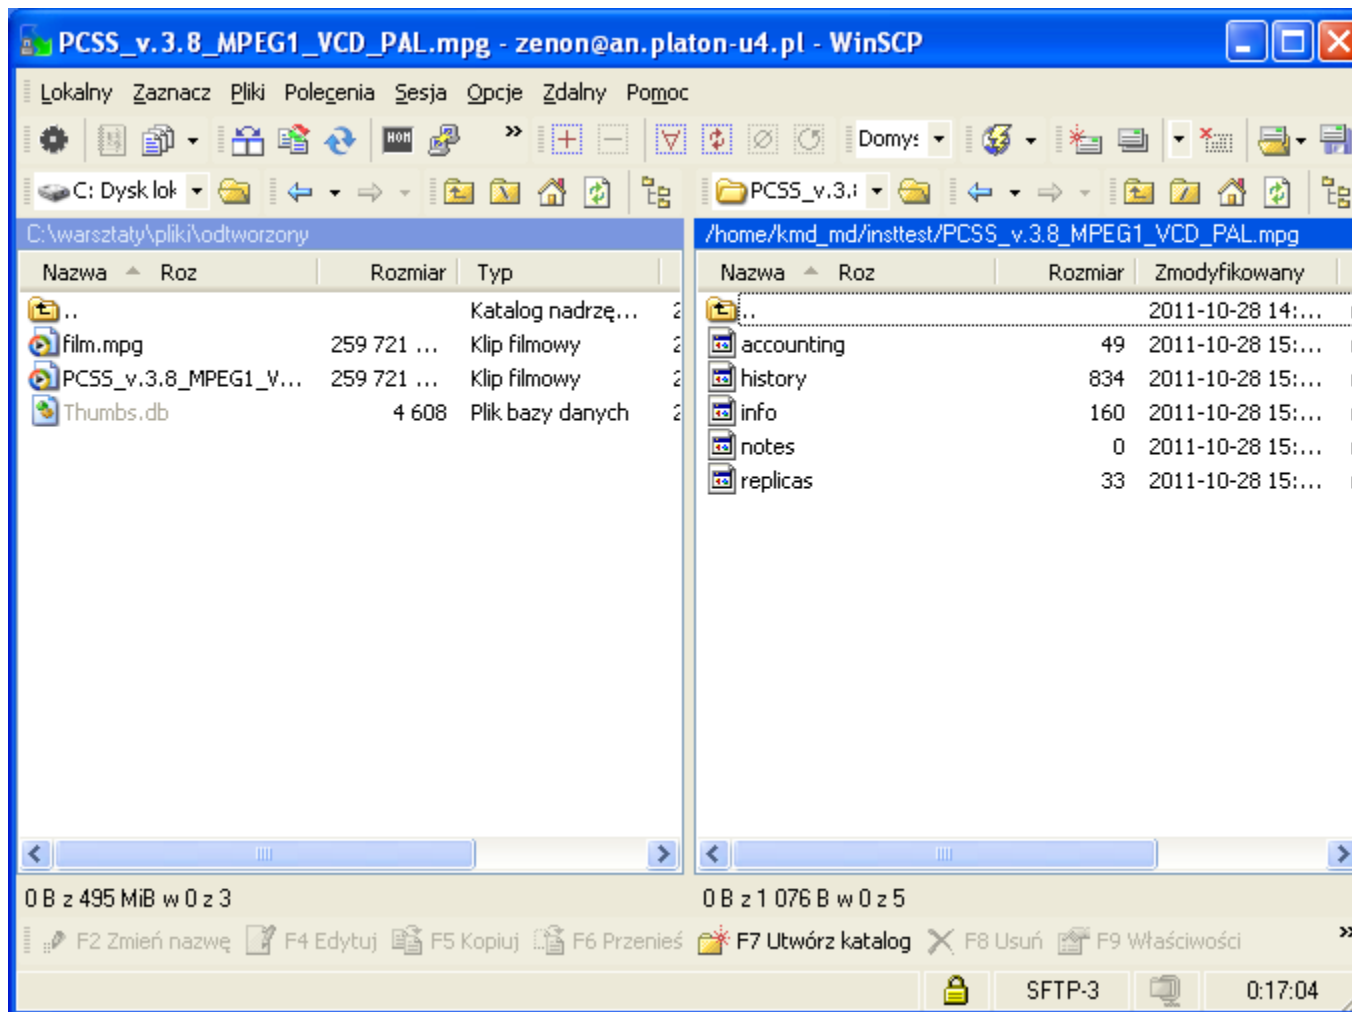 PCSS_v.3.8_MPEG1_VCD_PAL.mpg - zenon@an.platon-u4.pl - WinSCP
Lokalny Zaznacz Pliki Polecenia Sesja Opcje Zdalny Pomoc
HOM » Domy:
C: Dysk lok PCSS_v.3.
C:\warsztaty\pliki\odtworzony /home/kmd_md/insttest/PCSS_v.3.8_MPEG1_VCD_PAL.mpg
Nazwa Roz Rozmiar Typ Nazwa Roz Rozmiar Zmodyfikowany
.. Katalog nadrzę... 2 .. 2011-10-28 14:...
film.mpg 259 721 ... Klip filmowy 2 accounting 49 2011-10-28 15:...
PCSS_v.3.8_MPEG1_V... 259 721 ... Klip filmowy 2 history 834 2011-10-28 15:...
Thumbs.db 4 608 Plik bazy danych 2 info 160 2011-10-28 15:...
notes 0 2011-10-28 15:...
replicas 33 2011-10-28 15:...
0 B z 495 MiB w 0 z 3 0 B z 1 076 B w 0 z 5
F2 Zmień nazwę F4 Edytuj F5 Kopiuj F6 Przenieś F7 Utwórz katalog F8 Usuń F9 Właściwości »
SFTP-3 0:17:04